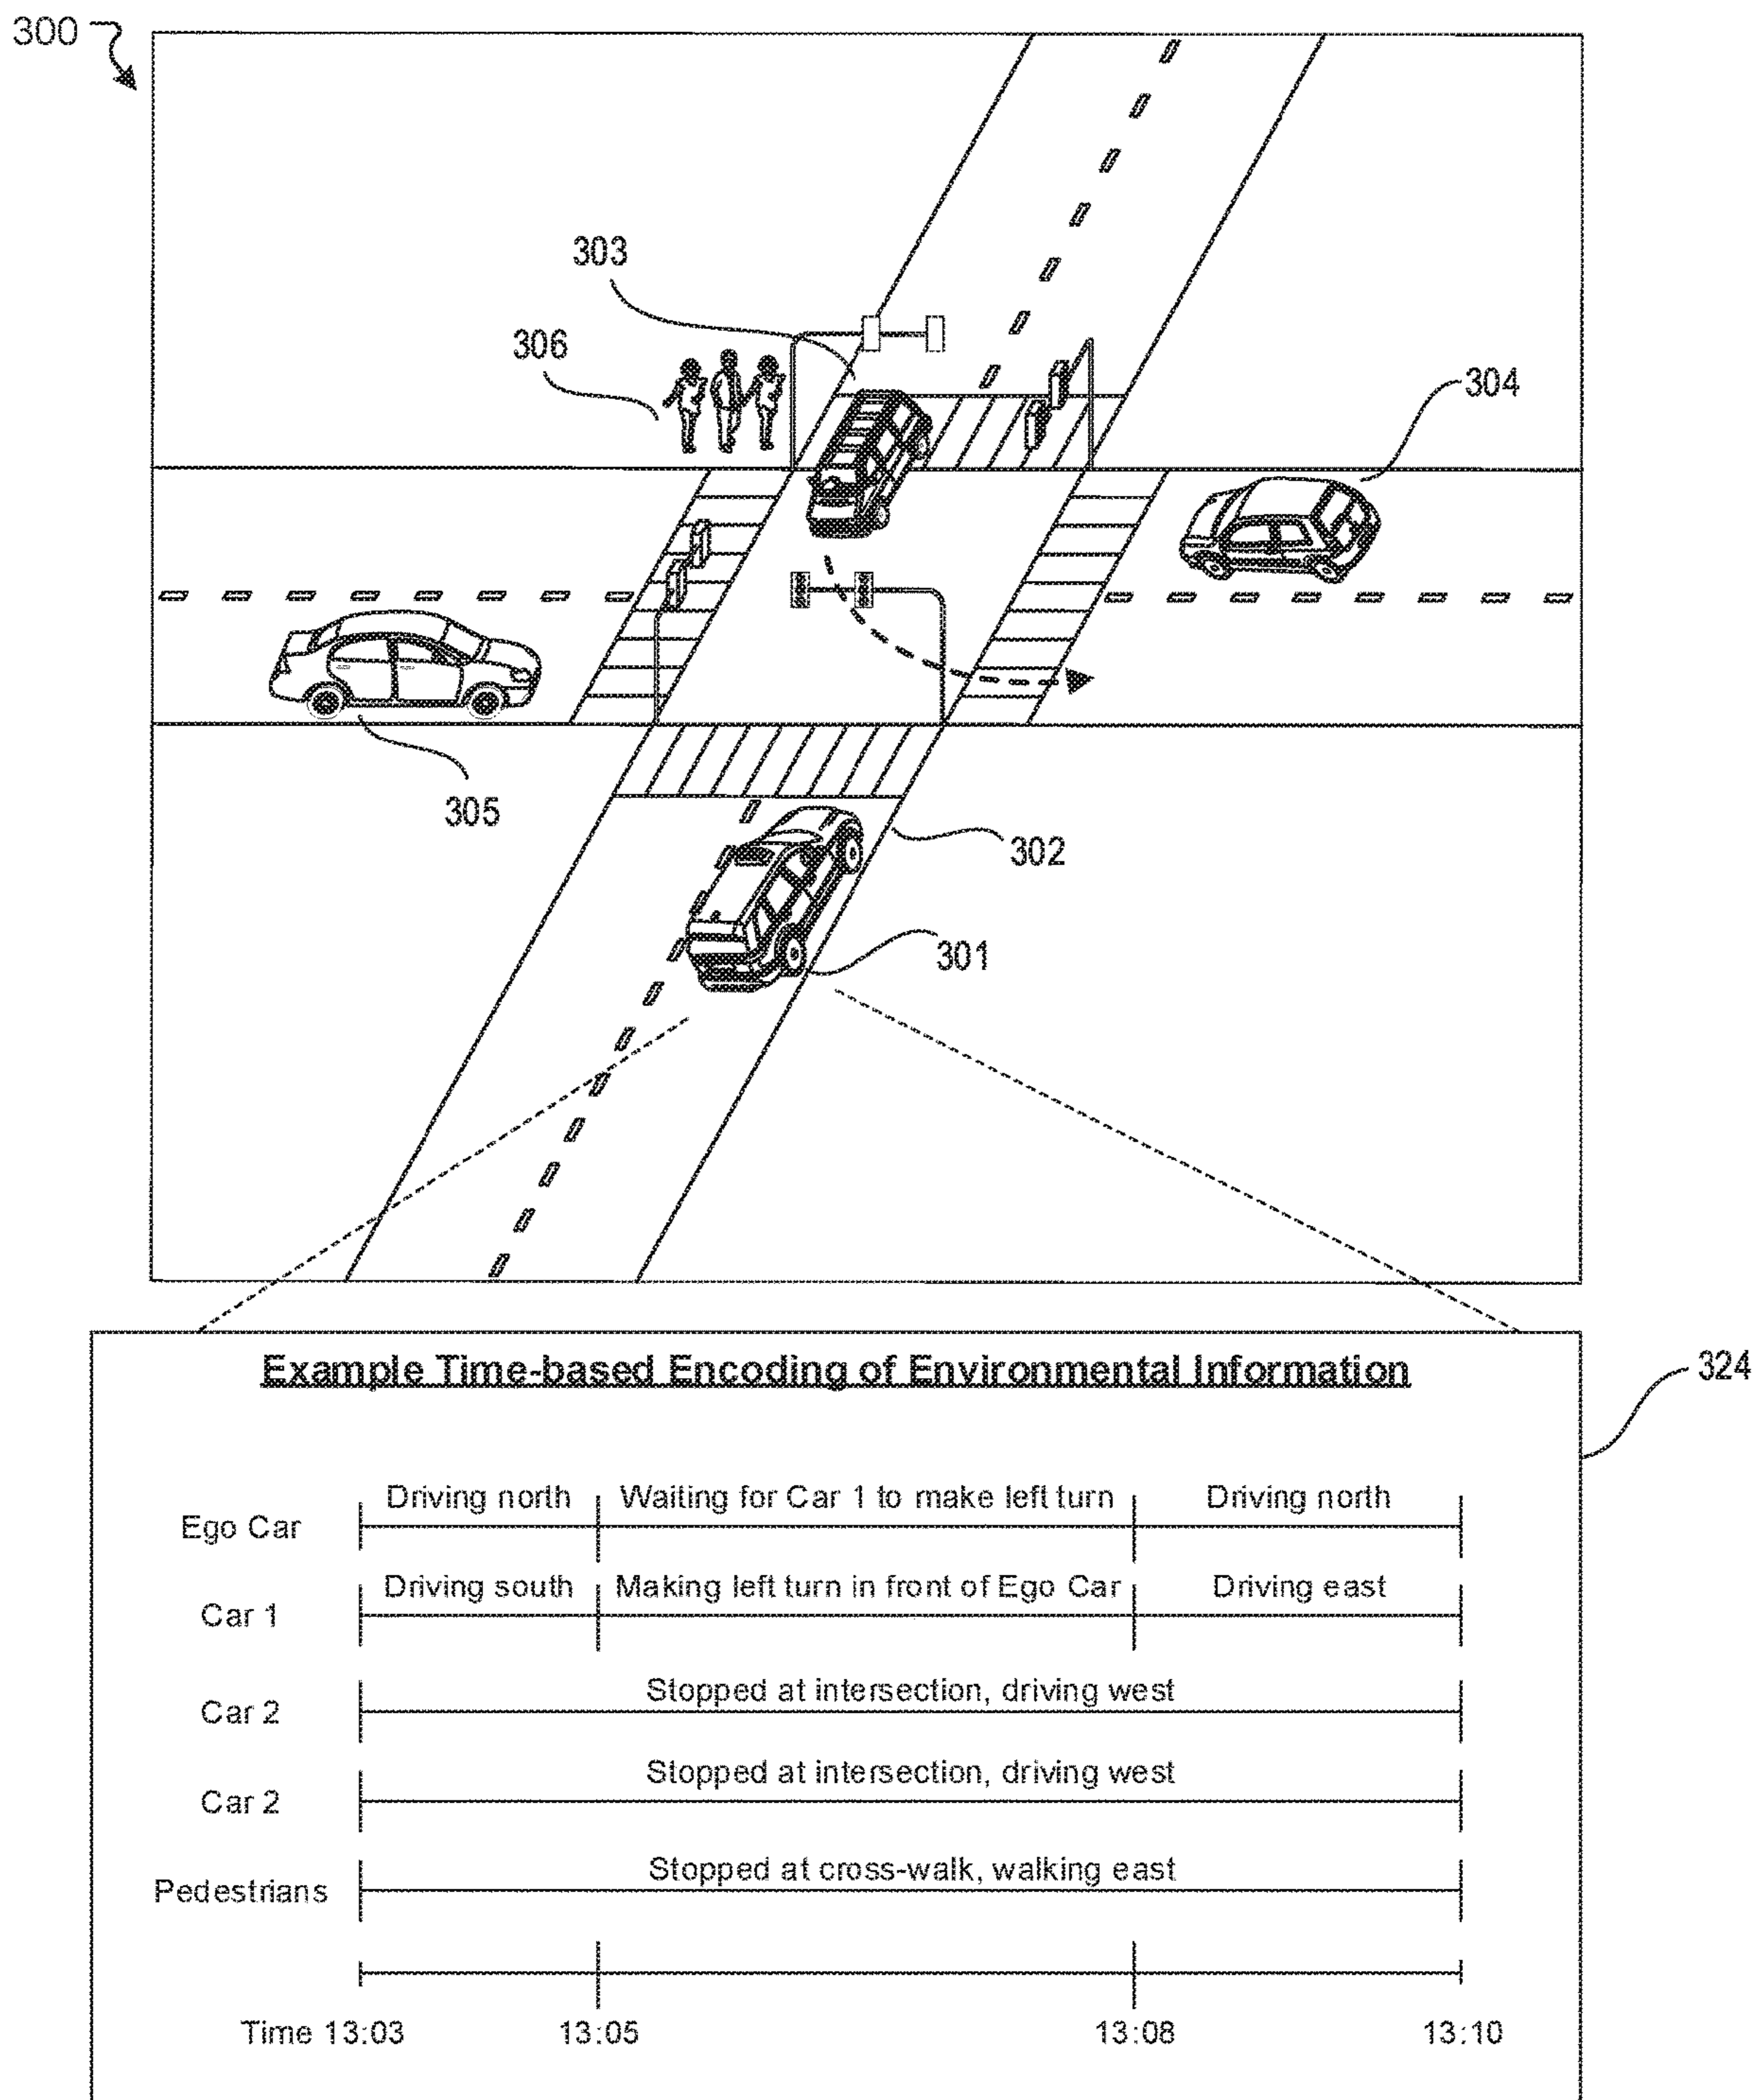 300
303
306
304
305
302
301
Example Time-based Encoding of Environmental Information
324
Driving north Waiting for Car 1 to make left turn Driving north
Ego Car
Driving south Making left turn in front of Ego Car Driving east
Car 1
Stopped at intersection, driving west
Car 2
Stopped at intersection, driving west
Car 2
Stopped at cross-walk, walking east
Pedestrians
Time 13:03 13:05 13:08 13:10